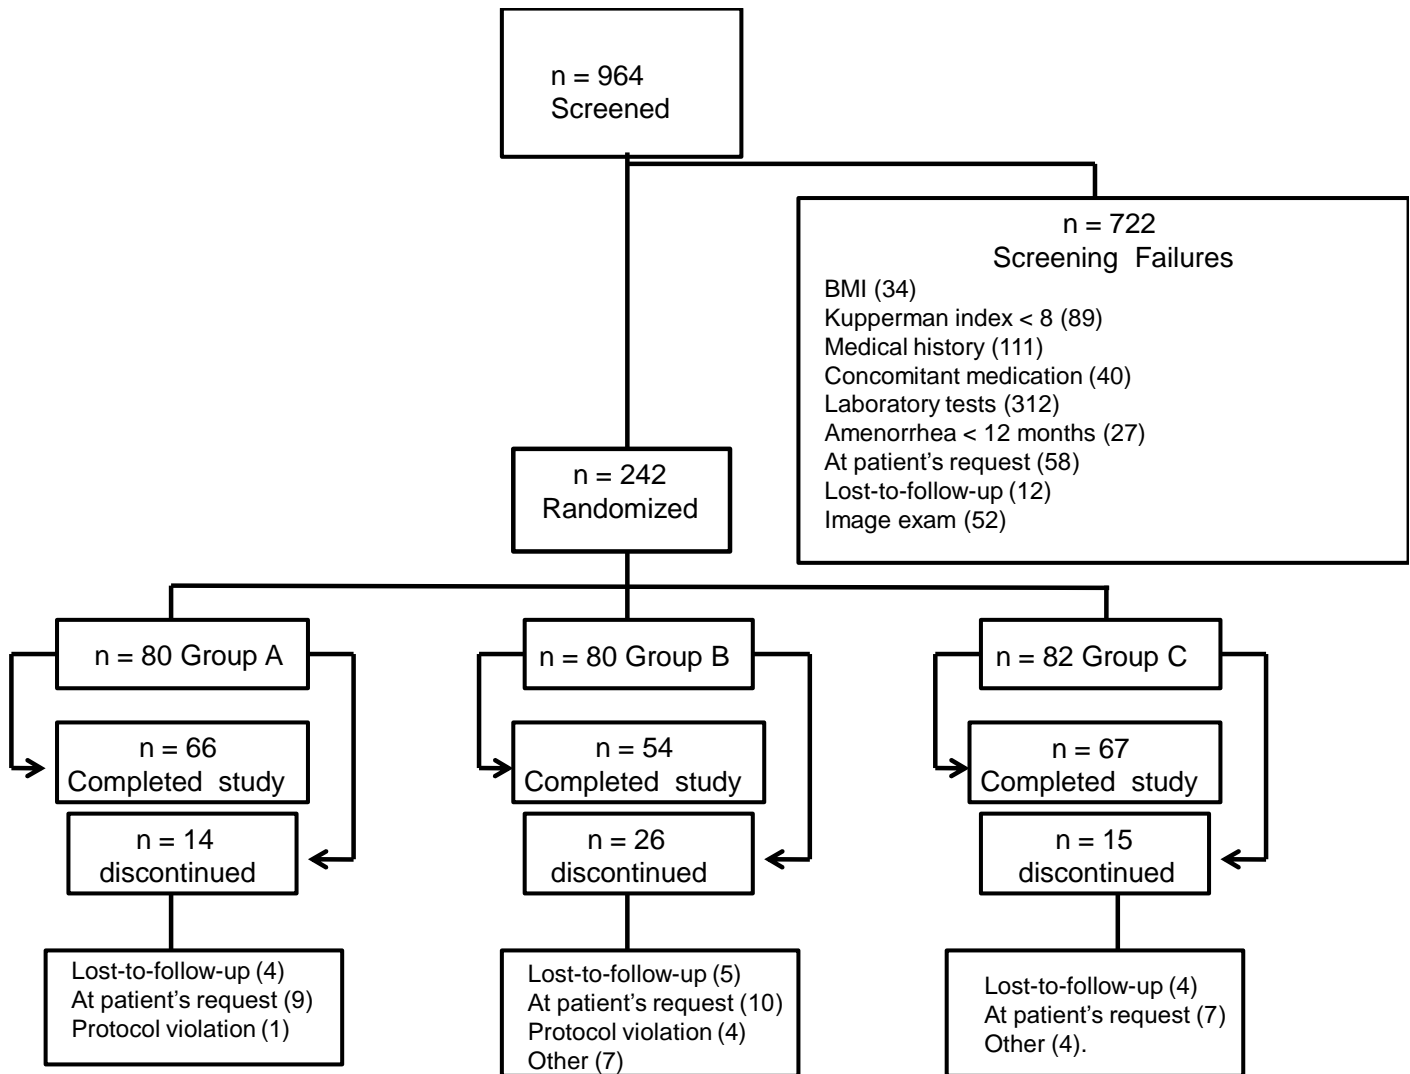 n = 964
Screened
n = 722
Screening Failures
BMI (34)
Kupperman index < 8 (89)
Medical history (111)
Concomitant medication (40)
Laboratory tests (312)
Amenorrhea < 12 months (27)
At patient's request (58)
Lost-to-follow-up (12)
Image exam (52)
n = 242
Randomized
n = 80 Group A
n = 80 Group B
n = 82 Group C
n = 66
Completed study
n = 54
Completed study
n = 67
Completed study
n = 14
discontinued
n = 26
discontinued
n = 15
discontinued
Lost-to-follow-up (4)
At patient's request (9)
Protocol violation (1)
Lost-to-follow-up (5)
At patient's request (10)
Protocol violation (4)
Other (7)
Lost-to-follow-up (4)
At patient's request (7)
Other (4).